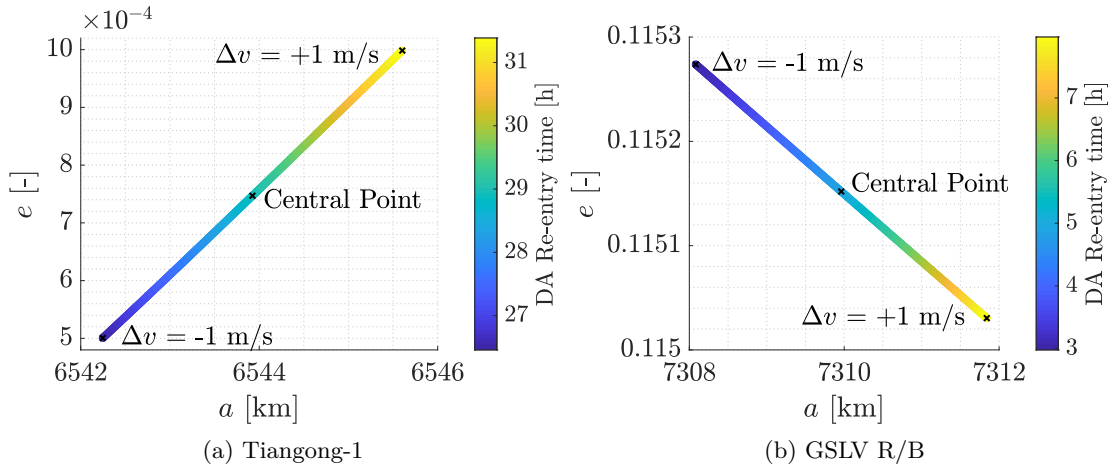 ×10⁻⁴
10
9
8
7
6
5
e [-]
6542
6544
6546
a [km]
Δv = +1 m/s
Central Point
Δv = -1 m/s
31
30
29
28
27
DA Re-entry time [h]
(a) Tiangong-1
0.1153
0.1152
0.1151
0.115
e [-]
7308
7310
7312
a [km]
Δv = -1 m/s
Central Point
Δv = +1 m/s
7
6
5
4
3
DA Re-entry time [h]
(b) GSLV R/B